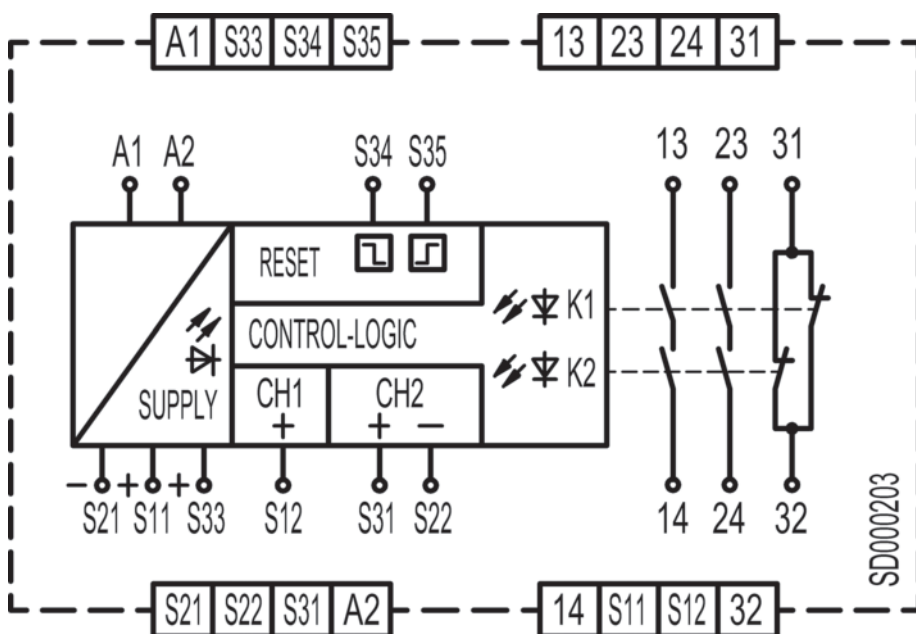 A1 S33 S34 S35 13 23 24 31
A1 A2 S34 S35 13 23 31
RESET
K1
CONTROL-LOGIC
K2
SUPPLY CH1 CH2
+ + −
− + +
S21 S11 S33 S12 S31 S22 14 24 32
SD000203
S21 S22 S31 A2 14 S11 S12 32